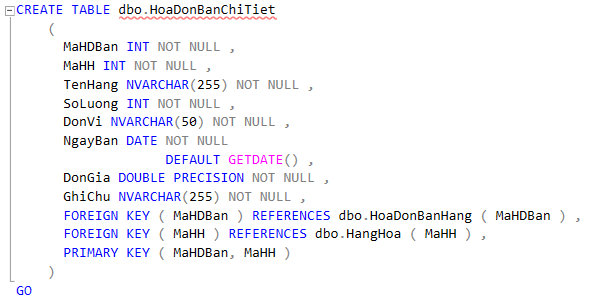 CREATE TABLE dbo.HoaDonBanChiTiet
(
MaHDBan INT NOT NULL ,
MaHH INT NOT NULL ,
TenHang NVARCHAR(255) NOT NULL ,
SoLuong INT NOT NULL ,
DonVi NVARCHAR(50) NOT NULL ,
NgayBan DATE NOT NULL
DEFAULT GETDATE() ,
DonGia DOUBLE PRECISION NOT NULL ,
GhiChu NVARCHAR(255) NOT NULL ,
FOREIGN KEY ( MaHDBan ) REFERENCES dbo.HoaDonBanHang ( MaHDBan ) ,
FOREIGN KEY ( MaHH ) REFERENCES dbo.HangHoa ( MaHH ) ,
PRIMARY KEY ( MaHDBan, MaHH )
)
GO